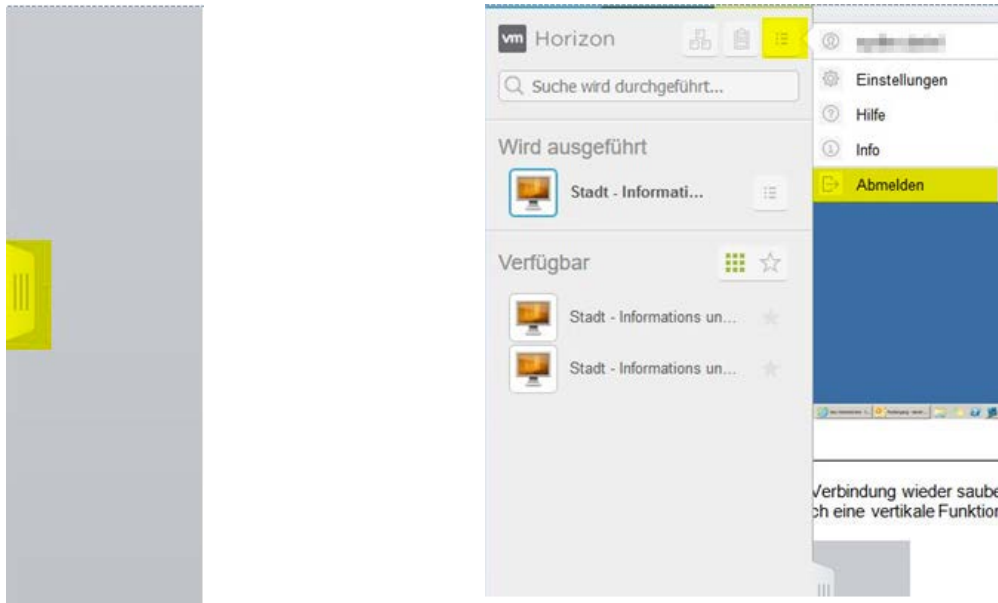 vm Horizon
Suche wird durchgeführt...
Einstellungen
Hilfe
Info
Abmelden
Wird ausgeführt
Stadt - Informati...
Verfügbar
Stadt - Informations un...
Stadt - Informations un...
Verbindung wieder saube
ch eine vertikale Funktion